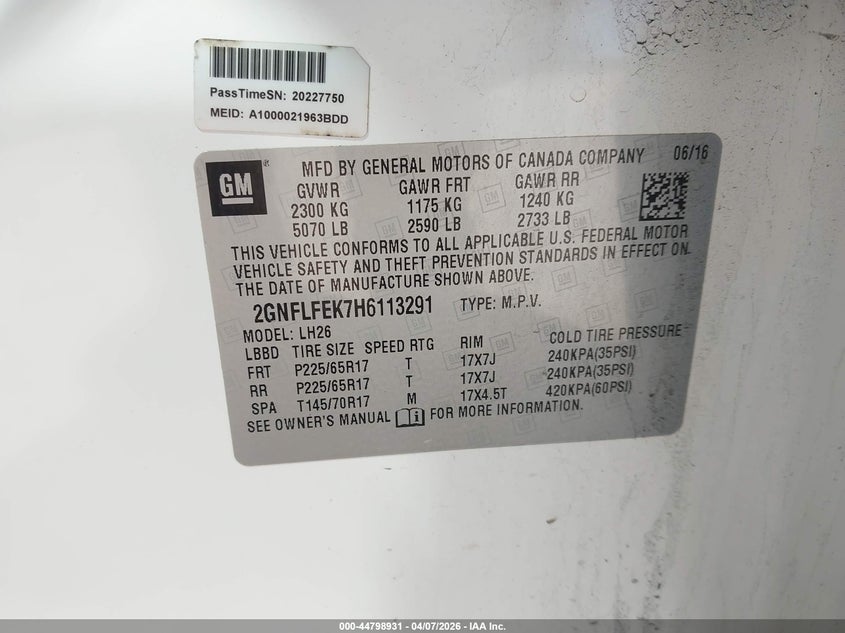 PassTimeSN: 20227750
MEID: A1000021963BDD
GM
MFD BY GENERAL MOTORS OF CANADA COMPANY 06/16
GVWR GAWR FRT GAWR RR
2300 KG 1175 KG 1240 KG
5070 LB 2590 LB 2733 LB
THIS VEHICLE CONFORMS TO ALL APPLICABLE U.S. FEDERAL MOTOR
VEHICLE SAFETY AND THEFT PREVENTION STANDARDS IN EFFECT ON
THE DATE OF MANUFACTURE SHOWN ABOVE.
2GNFLFEK7H6113291 TYPE: M.P.V.
MODEL: LH26
LBBD TIRE SIZE SPEED RTG RIM COLD TIRE PRESSURE
FRT P225/65R17 T 17X7J 240KPA(35PSI)
RR P225/65R17 T 17X7J 240KPA(35PSI)
SPA T145/70R17 M 17X4.5T 420KPA(60PSI)
SEE OWNER'S MANUAL FOR MORE INFORMATION.
000-44798931 - 04/07/2026 - IAA Inc.